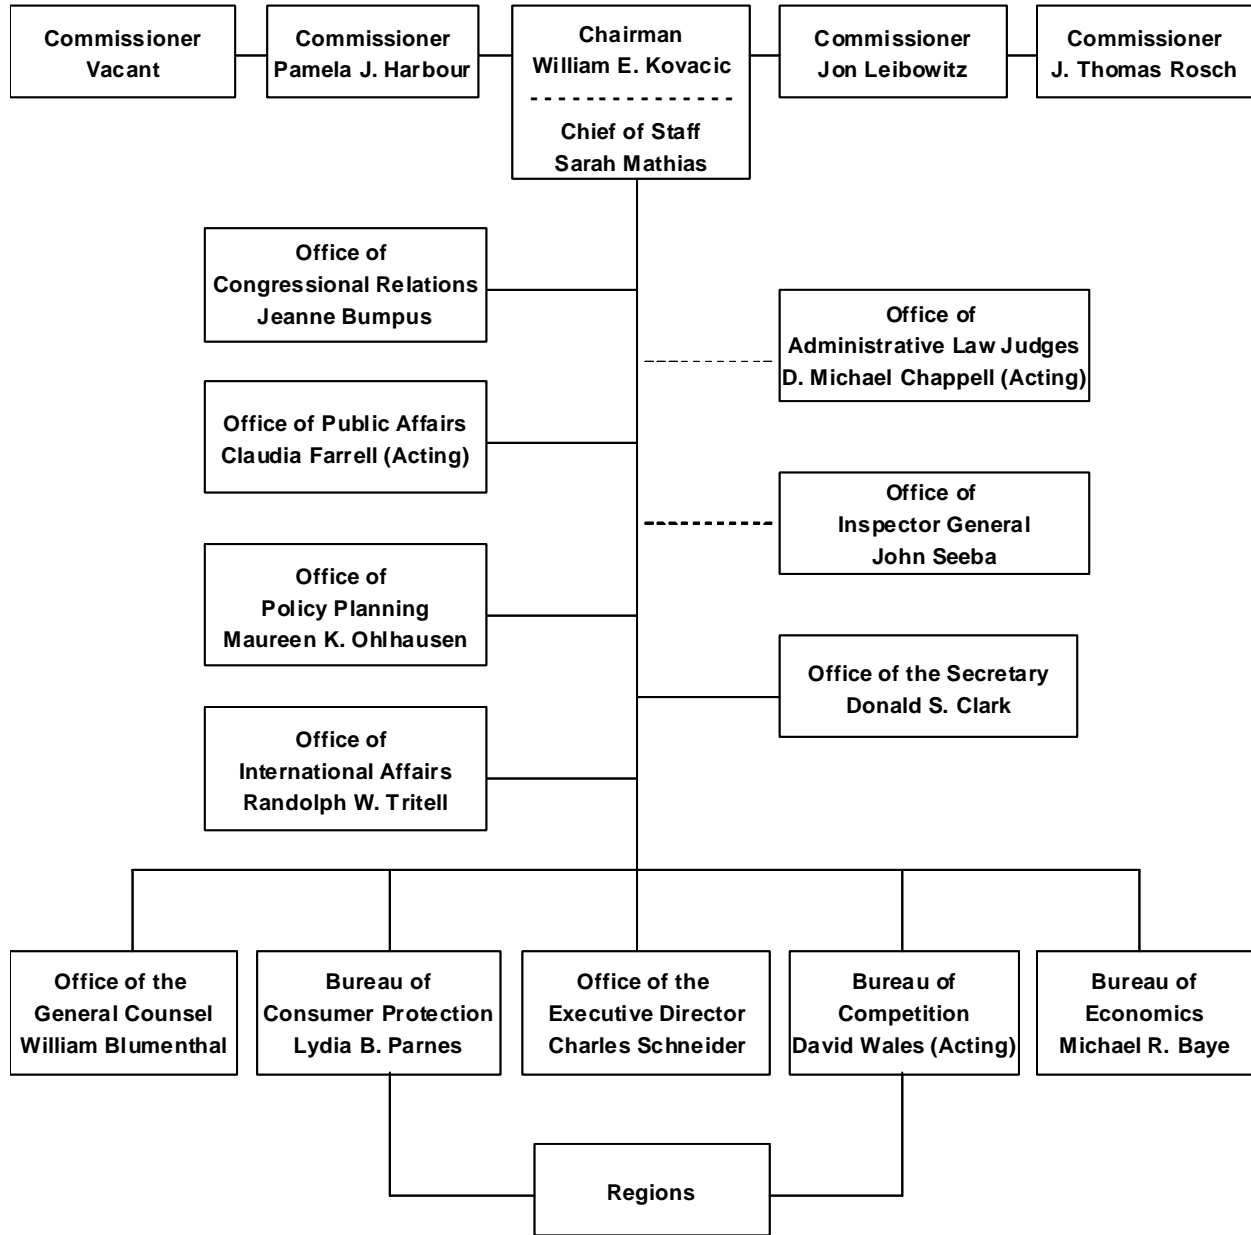 Commissioner
Vacant
Commissioner
Pamela J. Harbour
Chairman
William E. Kovacic
Chief of Staff
Sarah Mathias
Commissioner
Jon Leibowitz
Commissioner
J. Thomas Rosch
Office of
Congressional Relations
Jeanne Bumpus
Office of
Administrative Law Judges
D. Michael Chappell (Acting)
Office of Public Affairs
Claudia Farrell (Acting)
Office of
Inspector General
John Seeba
Office of
Policy Planning
Maureen K. Ohlhausen
Office of the Secretary
Donald S. Clark
Office of
International Affairs
Randolph W. Tritell
Office of the
General Counsel
William Blumenthal
Bureau of
Consumer Protection
Lydia B. Parnes
Office of the
Executive Director
Charles Schneider
Bureau of
Competition
David Wales (Acting)
Bureau of
Economics
Michael R. Baye
Regions